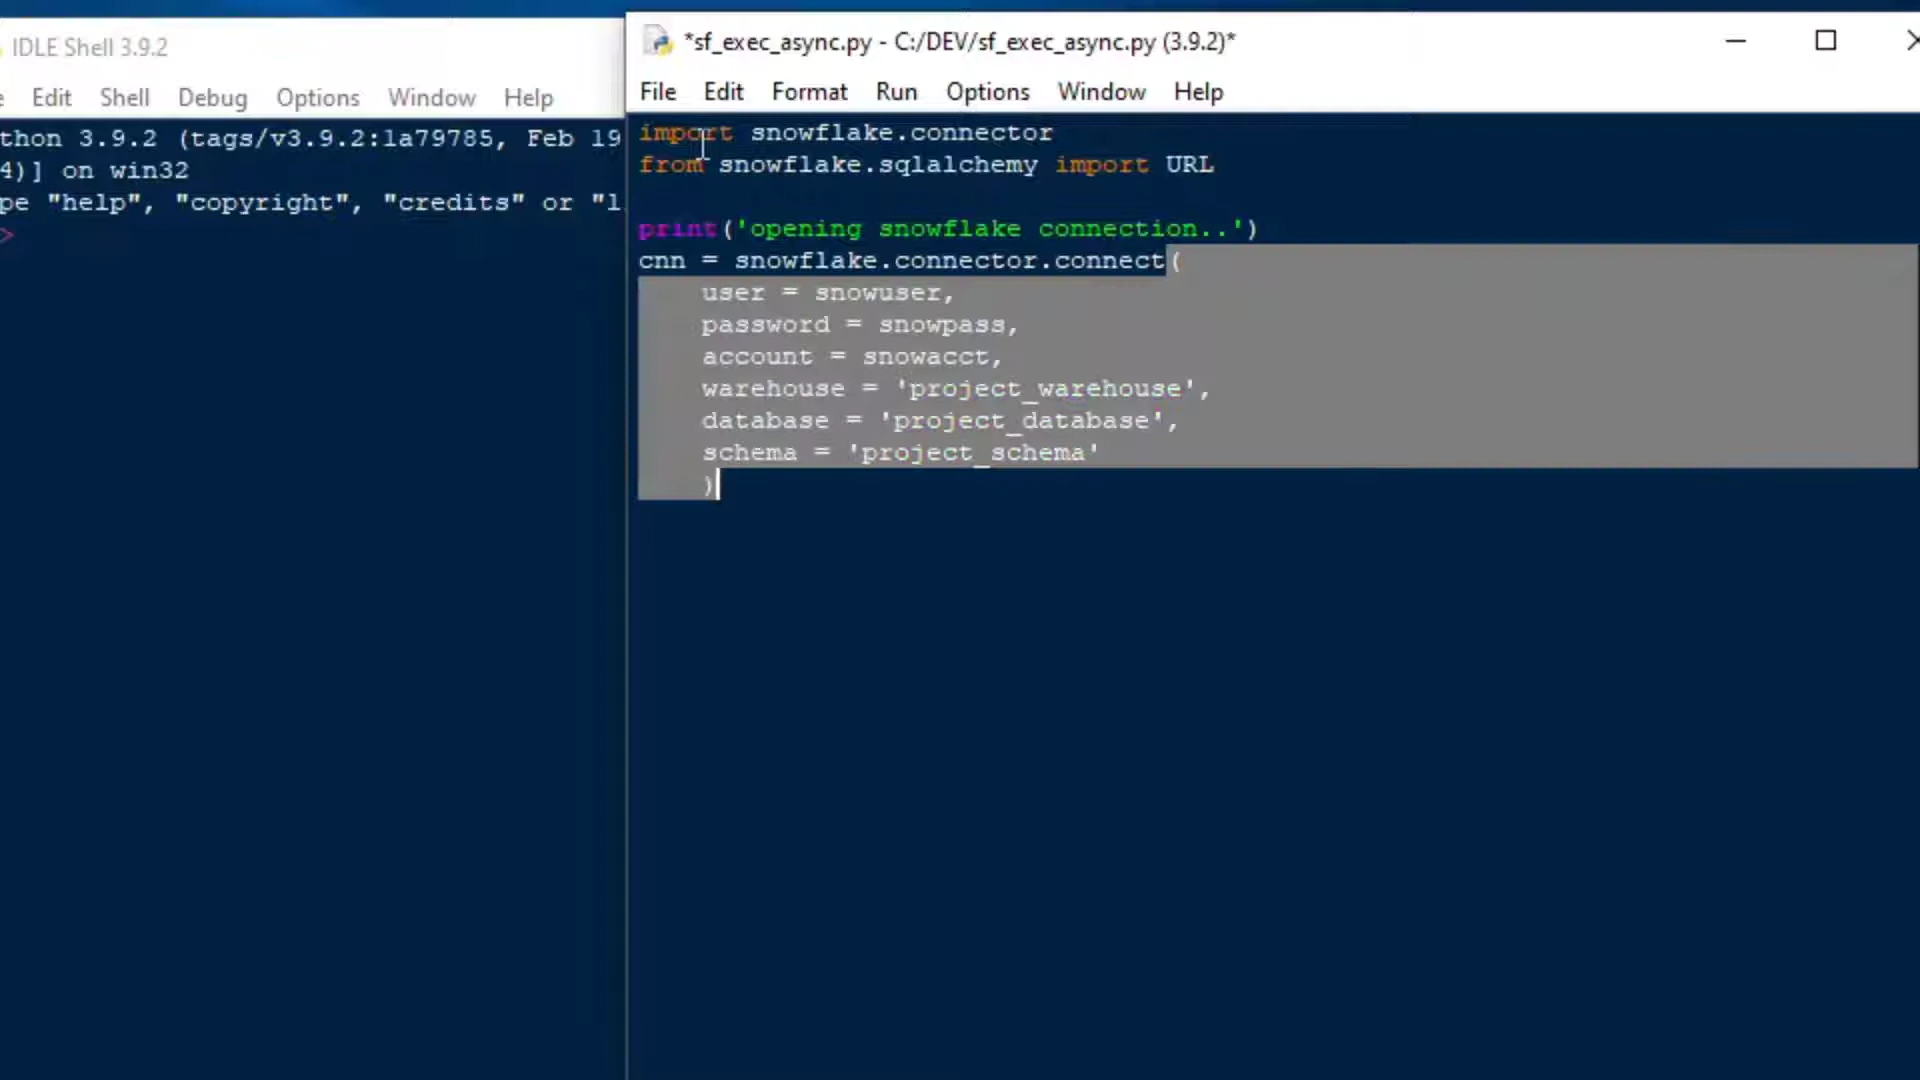 IDLE Shell 3.9.2
Edit Shell Debug Options Window Help
thon 3.9.2 (tags/v3.9.2:1a79785, Feb 19
4)] on win32
pe "help", "copyright", "credits" or "l
>
*sf_exec_async.py - C:/DEV/sf_exec_async.py (3.9.2)*
File Edit Format Run Options Window Help
import snowflake.connector
from snowflake.sqlalchemy import URL
print('opening snowflake connection..')
cnn = snowflake.connector.connect(
user = snowuser,
password = snowpass,
account = snowacct,
warehouse = 'project_warehouse',
database = 'project_database',
schema = 'project_schema'
)